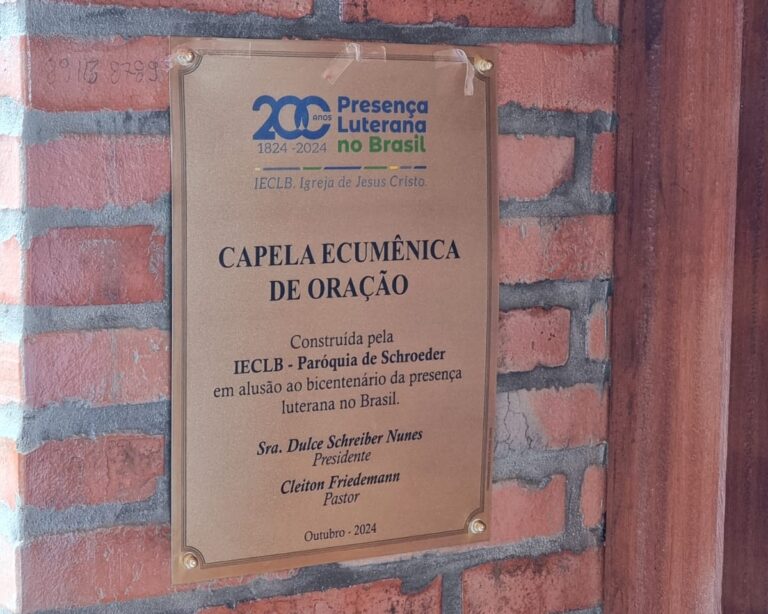 200 anos
Presença
Luterana
no Brasil
1824 -2024
IECLB. Igreja de Jesus Cristo.
CAPELA ECUMÊNICA
DE ORAÇÃO
Construída pela
IECLB - Paróquia de Schroeder
em alusão ao bicentenário da presença
luterana no Brasil.
Sra. Dulce Schreiber Nunes
Presidente
Cleiton Friedemann
Pastor
Outubro - 2024